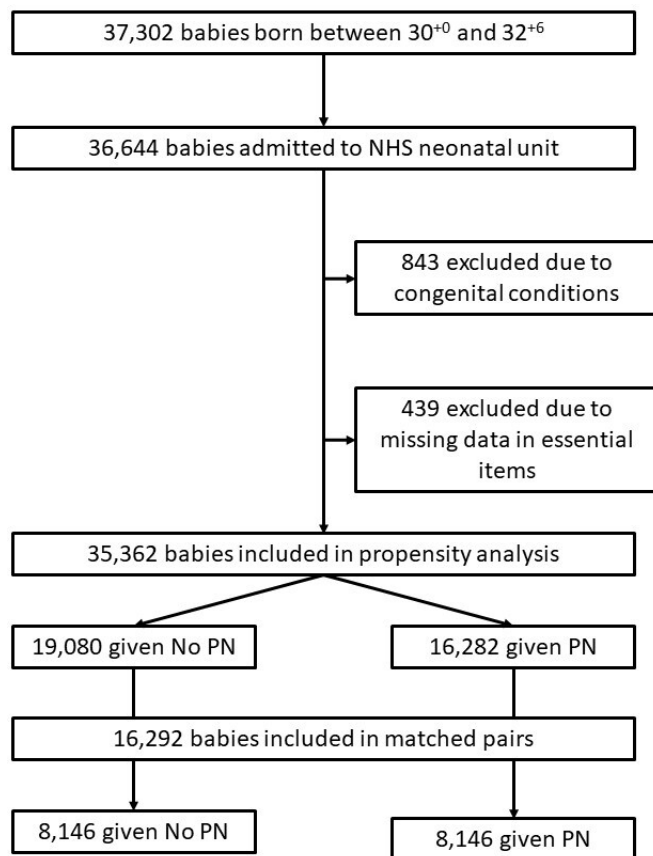 37,302 babies born between 30⁺⁰ and 32⁺⁶
36,644 babies admitted to NHS neonatal unit
843 excluded due to
congenital conditions
439 excluded due to
missing data in essential
items
35,362 babies included in propensity analysis
19,080 given No PN
16,282 given PN
16,292 babies included in matched pairs
8,146 given No PN
8,146 given PN